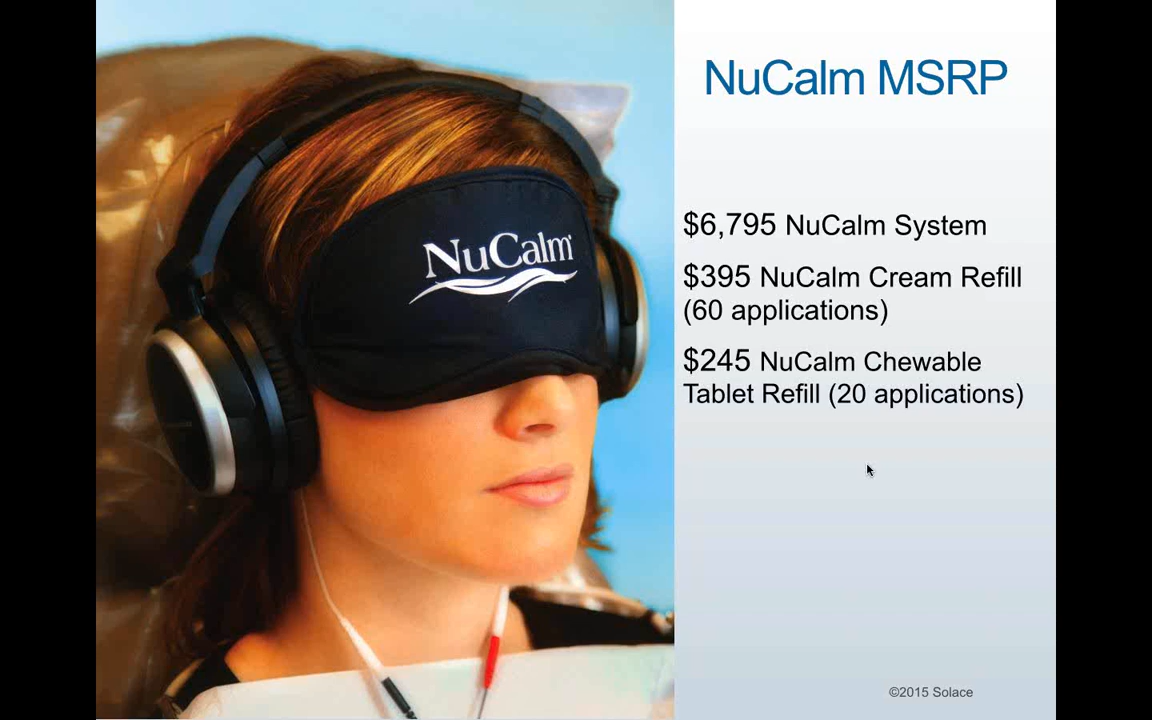 NuCalm MSRP
NuCalm
$6,795 NuCalm System
$395 NuCalm Cream Refill
(60 applications)
$245 NuCalm Chewable
Tablet Refill (20 applications)
©2015 Solace